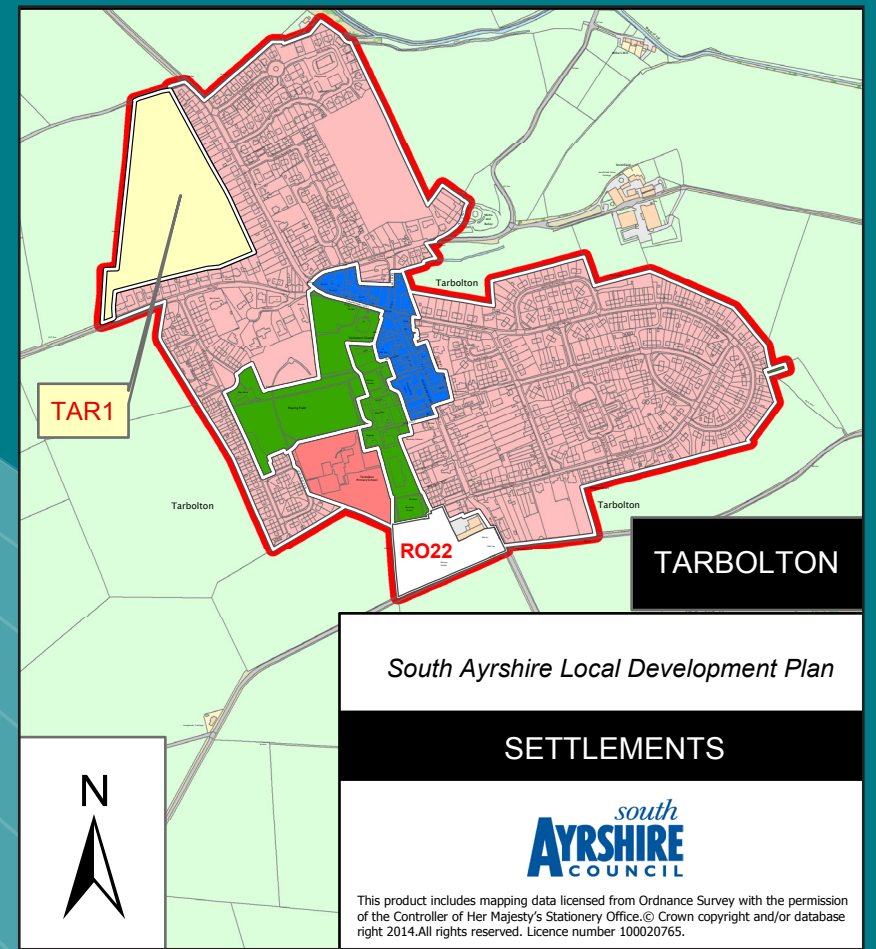 Tarbolton
TAR1
Tarbolton
Tarbolton
RO22
TARBOLTON
South Ayrshire Local Development Plan
SETTLEMENTS
N
south
AYRSHIRE
COUNCIL
This product includes mapping data licensed from Ordnance Survey with the permission
of the Controller of Her Majesty's Stationery Office.© Crown copyright and/or database
right 2014.All rights reserved. Licence number 100020765.